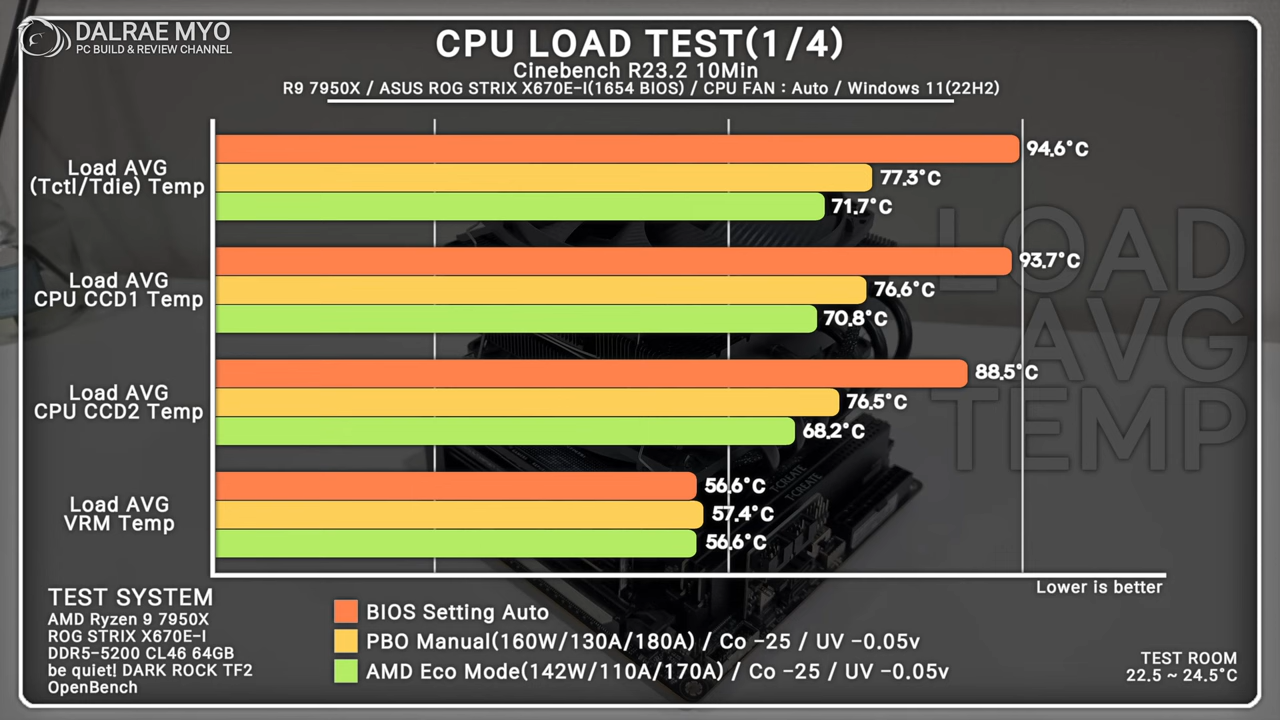 DALRAE MYO
PC BUILD & REVIEW CHANNEL
CPU LOAD TEST(1/4)
Cinebench R23.2 10Min
R9 7950X / ASUS ROG STRIX X670E-I(1654 BIOS) / CPU FAN : Auto / Windows 11(22H2)
Load AVG
(Tctl/Tdie) Temp
94.6°C
77.3°C
71.7°C
Load AVG
CPU CCD1 Temp
93.7°C
76.6°C
70.8°C
Load AVG
CPU CCD2 Temp
88.5°C
76.5°C
68.2°C
Load AVG
VRM Temp
56.6°C
57.4°C
56.6°C
LOAD
AVG
TEMP
T-CREATE
T-CREATE
Lower is better
TEST SYSTEM
AMD Ryzen 9 7950X
ROG STRIX X670E-I
DDR5-5200 CL46 64GB
be quiet! DARK ROCK TF2
OpenBench
BIOS Setting Auto
PBO Manual(160W/130A/180A) / Co -25 / UV -0.05v
AMD Eco Mode(142W/110A/170A) / Co -25 / UV -0.05v
TEST ROOM
22.5 ~ 24.5°C